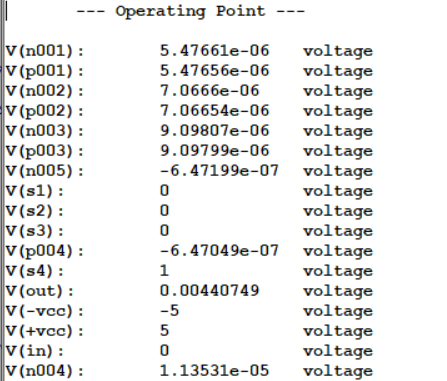 --- Operating Point ---
V(n001): 5.47661e-06 voltage
V(p001): 5.47656e-06 voltage
V(n002): 7.0666e-06 voltage
V(p002): 7.06654e-06 voltage
V(n003): 9.09807e-06 voltage
V(p003): 9.09799e-06 voltage
V(n005): -6.47199e-07 voltage
V(s1): 0 voltage
V(s2): 0 voltage
V(s3): 0 voltage
V(p004): -6.47049e-07 voltage
V(s4): 1 voltage
V(out): 0.00440749 voltage
V(-vcc): -5 voltage
V(+vcc): 5 voltage
V(in): 0 voltage
V(n004): 1.13531e-05 voltage